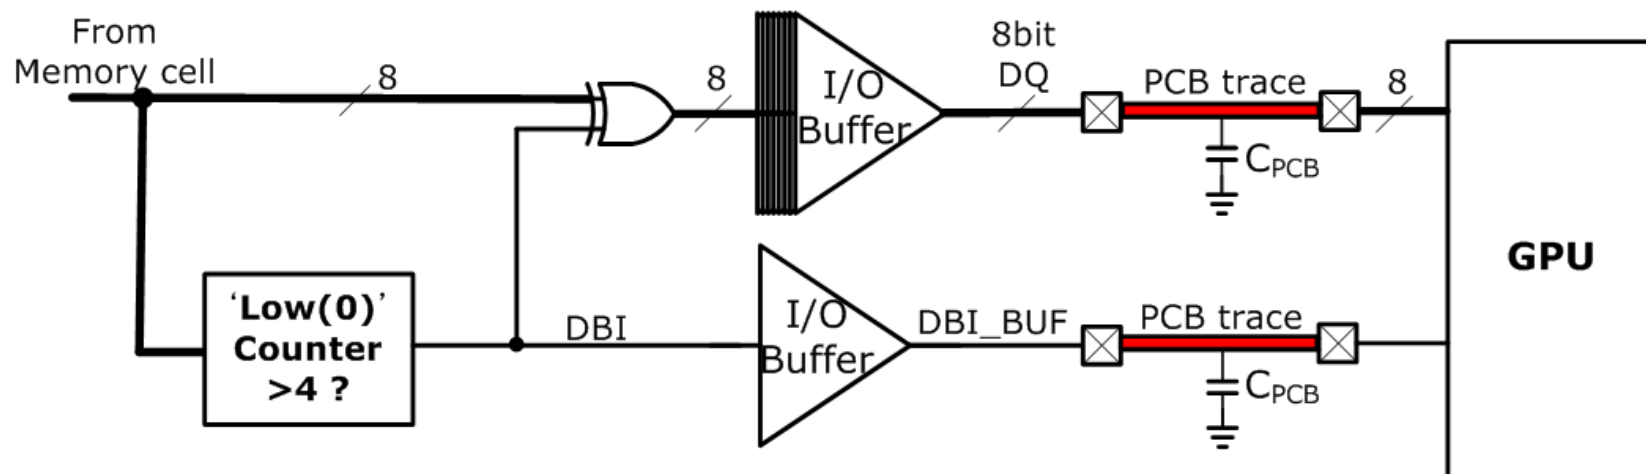 From
Memory cell
8
8
I/O
Buffer
8bit
DQ
PCB trace
8
CPCB
GPU
‘Low(0)’
Counter
>4 ?
DBI
I/O
Buffer
DBI_BUF
PCB trace
CPCB